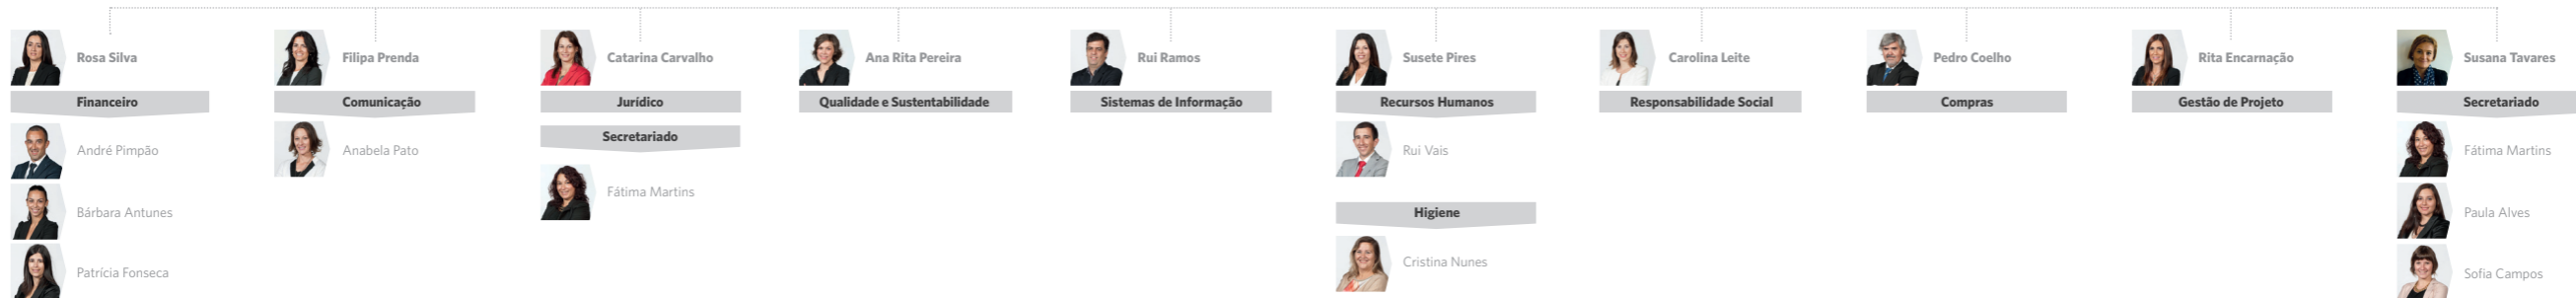 Rosa Silva
Financeiro
André Pimpão
Bárbara Antunes
Patrícia Fonseca
Filipa Prenda
Comunicação
Anabela Pato
Catarina Carvalho
Jurídico
Secretariado
Fátima Martins
Ana Rita Pereira
Qualidade e Sustentabilidade
Rui Ramos
Sistemas de Informação
Susete Pires
Recursos Humanos
Rui Vais
Higiene
Cristina Nunes
Carolina Leite
Responsabilidade Social
Pedro Coelho
Compras
Rita Encarnação
Gestão de Projeto
Susana Tavares
Secretariado
Fátima Martins
Paula Alves
Sofia Campos